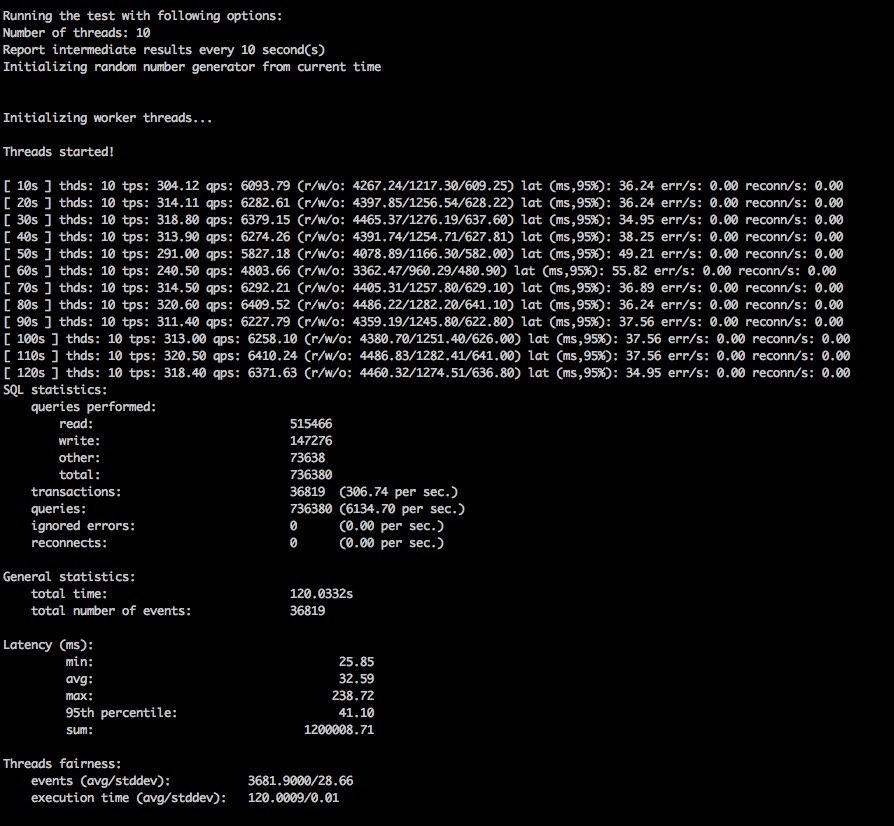 Running the test with following options:
Number of threads: 10
Report intermediate results every 10 second(s)
Initializing random number generator from current time
Initializing worker threads...
Threads started!
[ 10s ] thds: 10 tps: 304.12 qps: 6093.79 (r/w/o: 4267.24/1217.30/609.25) lat (ms,95%): 36.24 err/s: 0.00 reconn/s: 0.00
[ 20s ] thds: 10 tps: 314.11 qps: 6282.61 (r/w/o: 4397.85/1256.54/628.22) lat (ms,95%): 36.24 err/s: 0.00 reconn/s: 0.00
[ 30s ] thds: 10 tps: 318.80 qps: 6379.15 (r/w/o: 4465.37/1276.19/637.60) lat (ms,95%): 34.95 err/s: 0.00 reconn/s: 0.00
[ 40s ] thds: 10 tps: 313.90 qps: 6274.26 (r/w/o: 4391.74/1254.71/627.81) lat (ms,95%): 38.25 err/s: 0.00 reconn/s: 0.00
[ 50s ] thds: 10 tps: 291.00 qps: 5827.18 (r/w/o: 4078.89/1166.30/582.00) lat (ms,95%): 49.21 err/s: 0.00 reconn/s: 0.00
[ 60s ] thds: 10 tps: 240.50 qps: 4803.66 (r/w/o: 3362.47/960.29/480.90) lat (ms,95%): 55.82 err/s: 0.00 reconn/s: 0.00
[ 70s ] thds: 10 tps: 314.50 qps: 6292.21 (r/w/o: 4405.31/1257.80/629.10) lat (ms,95%): 36.89 err/s: 0.00 reconn/s: 0.00
[ 80s ] thds: 10 tps: 320.60 qps: 6409.52 (r/w/o: 4486.22/1282.20/641.10) lat (ms,95%): 36.24 err/s: 0.00 reconn/s: 0.00
[ 90s ] thds: 10 tps: 311.40 qps: 6227.79 (r/w/o: 4359.19/1245.80/622.80) lat (ms,95%): 37.56 err/s: 0.00 reconn/s: 0.00
[ 100s ] thds: 10 tps: 313.00 qps: 6258.10 (r/w/o: 4380.70/1251.40/626.00) lat (ms,95%): 37.56 err/s: 0.00 reconn/s: 0.00
[ 110s ] thds: 10 tps: 320.50 qps: 6410.24 (r/w/o: 4486.83/1282.41/641.00) lat (ms,95%): 37.56 err/s: 0.00 reconn/s: 0.00
[ 120s ] thds: 10 tps: 318.40 qps: 6371.63 (r/w/o: 4460.32/1274.51/636.80) lat (ms,95%): 34.95 err/s: 0.00 reconn/s: 0.00
SQL statistics:
queries performed:
read: 515466
write: 147276
other: 73638
total: 736380
transactions: 36819 (306.74 per sec.)
queries: 736380 (6134.70 per sec.)
ignored errors: 0 (0.00 per sec.)
reconnects: 0 (0.00 per sec.)
General statistics:
total time: 120.0332s
total number of events: 36819
Latency (ms):
min: 25.85
avg: 32.59
max: 238.72
95th percentile: 41.10
sum: 1200008.71
Threads fairness:
events (avg/stddev): 3681.9000/28.66
execution time (avg/stddev): 120.0009/0.01